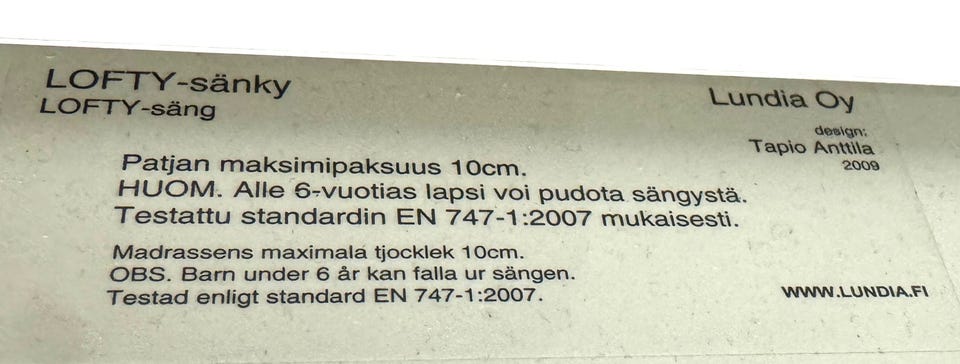 LOFTY-sänky
LOFTY-säng
Lundia Oy
design:
Tapio Anttila
2009
Patjan maksimipaksuus 10cm.
HUOM. Alle 6-vuotias lapsi voi pudota sängystä.
Testattu standardin EN 747-1:2007 mukaisesti.
Madrassens maximala tjocklek 10cm.
OBS. Barn under 6 år kan falla ur sängen.
Testad enligt standard EN 747-1:2007.
WWW.LUNDIA.FI